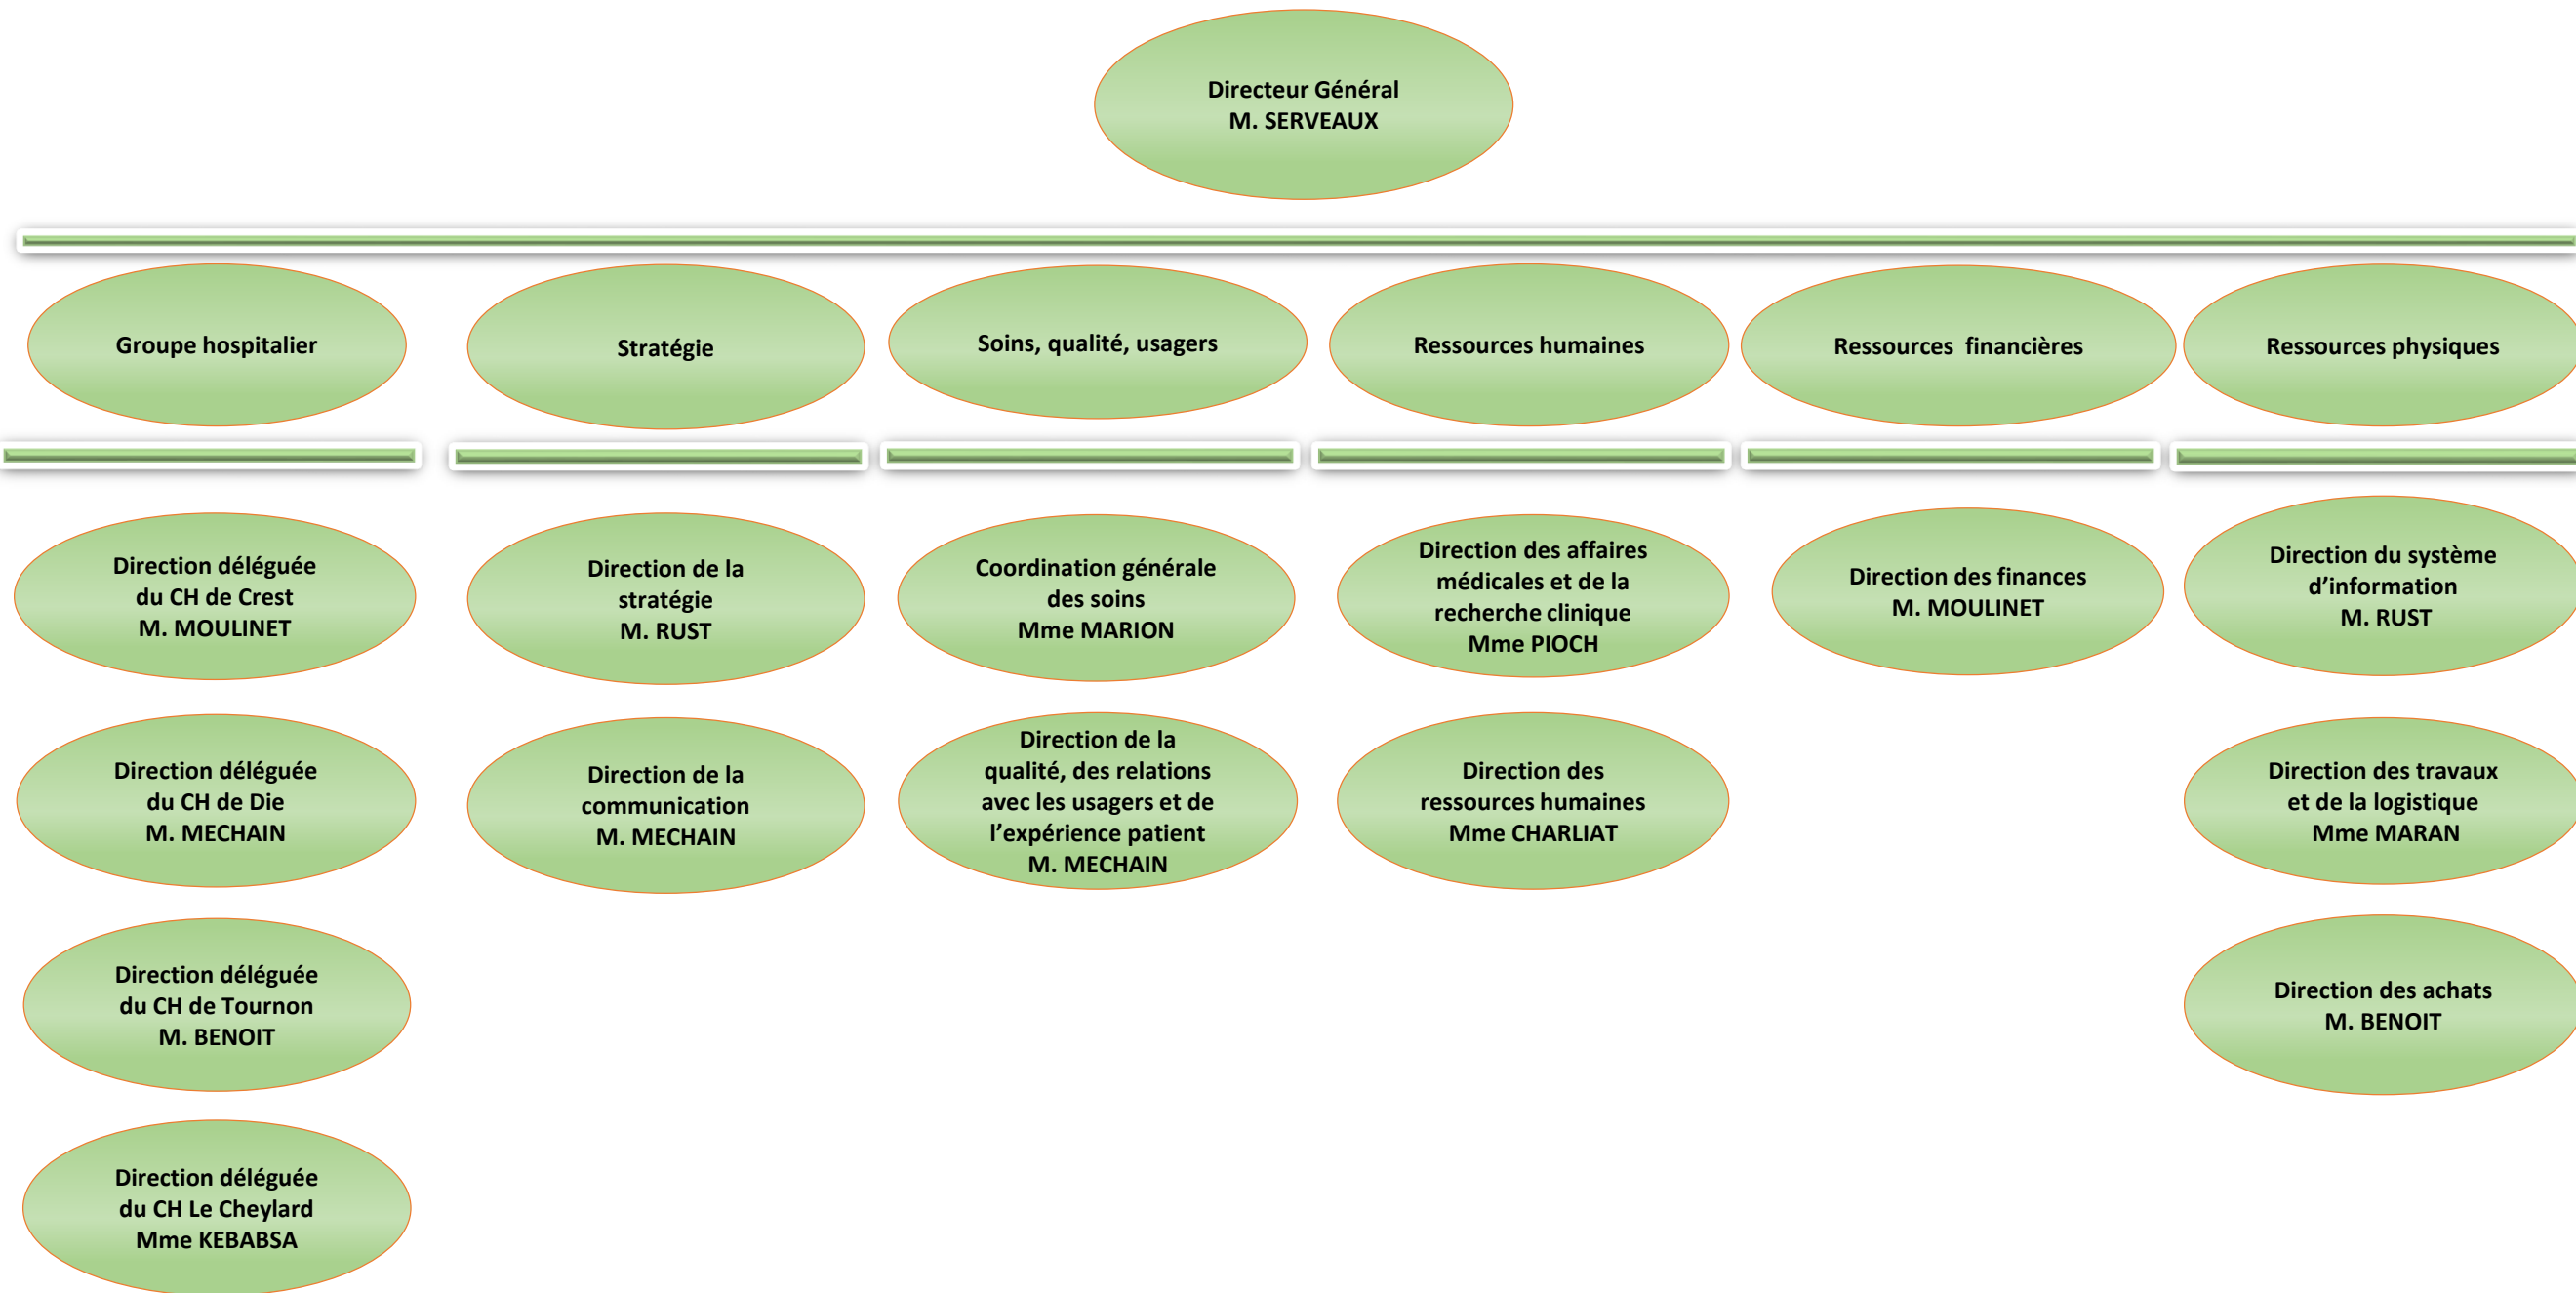 Directeur Général
M. SERVEAUX
Groupe hospitalier
Stratégie
Soins, qualité, usagers
Ressources humaines
Ressources financières
Ressources physiques
Direction déléguée
du CH de Crest
M. MOULINET
Direction de la
stratégie
M. RUST
Coordination générale
des soins
Mme MARION
Direction des affaires
médicales et de la
recherche clinique
Mme PIOCH
Direction des finances
M. MOULINET
Direction du système
d’information
M. RUST
Direction déléguée
du CH de Die
M. MECHAIN
Direction de la
communication
M. MECHAIN
Direction de la
qualité, des relations
avec les usagers et de
l’expérience patient
M. MECHAIN
Direction des
ressources humaines
Mme CHARLIAT
Direction des travaux
et de la logistique
Mme MARAN
Direction déléguée
du CH de Tournon
M. BENOIT
Direction des achats
M. BENOIT
Direction déléguée
du CH Le Cheylard
Mme KEBABSA